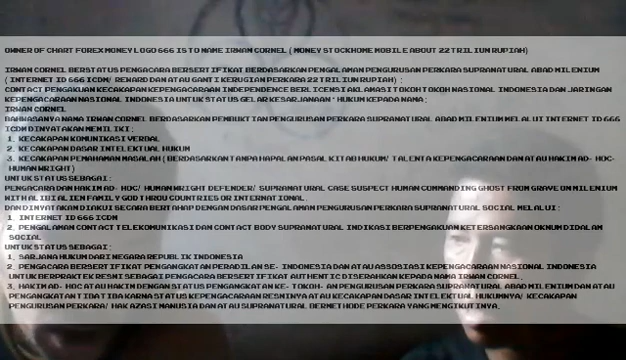 OWNER OF CHART FOREX MONEY LOGO 666 IS TO NAME IRWAN CORNEL ( MONEY STOCKHOME MOBILE ABOUT 22 TRILIUN RUPIAH)
IRWAN CORNEL BERSTATUS PENGACARA BERSERTIFIKAT BERDASARKAN PENGALAMAN PENGURUSAN PERKARA SUPRANATURAL ABAD MILENIUM
( INTERNET ID 666 ICDM/ RENARD DAN ATAU GANTI KERUGIAN PERKARA 22 TRILIUN RUPIAH) :
CONTACT PENGAKUAN KECAKAPAN KEPENGACARAAN INDEPENDENCE BERLICENSI AKLAMASI TOKOH TOKOH NASIONAL INDONESIA DAN JARINGAN
KEPENGACARAAN NASIONAL INDONESIA UNTUK STATUS GELAR KESARJANAAN " HUKUM KEPADA NAMA:
IRWAN CORNEL
BAHWASANYA NAMA IRWAN CORNEL BERDASARKAN PEMBUKTIAN PENGURUSAN PERKARA SUPRANATURAL ABAD MILENIUM MELALUI INTERNET ID 666
ICDM DINYATAKAN MEMILIKI :
1. KECAKAPAN KOMUNIKASI VERBAL
2. KECAKAPAN DASAR INTELEKTUAL HUKUM
3. KECAKAPAN PEMAHAMAN MASALAH ( BERDASARKAN TANPA HAPALAN PASAL KITAB HUKUM/ TALENTA KEPENGACARAAN DAN ATAU HAKIM AD- HOC-
HUMAN WRIGHT)
UNTUK STATUS SEBAGAI :
PENGACARA DAN HAKIM AD- HOC/ HUMAN WRIGHT DEFENDER/ SUPRANATURAL CASE SUSPECT HUMAN COMMANDING GHOST FROM GRAVE ON MILENIUM
WITH ALIBI ALIEN FAMILY GOD THROU COUNTRIES OR INTERNATIONAL.
DAN DINYATAKAN DIAKUI SECARA BERTAHAP DENGAN DASAR PENGALAMAN PENGURUSAN PERKARA SUPRANATURAL SOCIAL MELALUI :
1. INTERNET ID 666 ICDM
2. PENGALAMAN CONTACT TELEKOMUNIKASI DAN CONTACT BODY SUPRANATURAL INDIKASI BERPENGAKUAN KETERSANGKAAN OKNUM DIDALAM
SOCIAL
UNTUK STATUS SEBAGAI :
1. SARJANA HUKUM DARI NEGARA REPUBLIK INDONESIA
2. PENGACARA BERSERTIFIKAT PENGANGKATAN PERADILAN SE- INDONESIA DAN ATAU ASSOSIASI KEPENGACARAAN NASIONAL INDONESIA
UNTUK BERPRAKTEK RESMI SEBAGAI PENGACARA BERSERTIFIKAT AUTHENTIC DISERAHKAN KEPADA NAMA IRWAN CORNEL.
3. HAKIM AD- HOC ATAU HAKIM DENGAN STATUS PENGANGKATAN KE- TOKOH- AN PENGURUSAN PERKARA SUPRANATURAL ABAD MILENIUM DAN ATAU
PENGANGKATAN TIBA TIBA KARNA STATUS KEPENGACARAAN RESMINYA ATAU KECAKAPAN DASAR INTELEKTUAL HUKUMNYA/ KECAKAPAN
PENGURUSAN PERKARA/ HAK AZASI MANUSIA DAN ATAU SUPRANATURAL BERMETHODE PERKARA YANG MENGIKUTINYA.